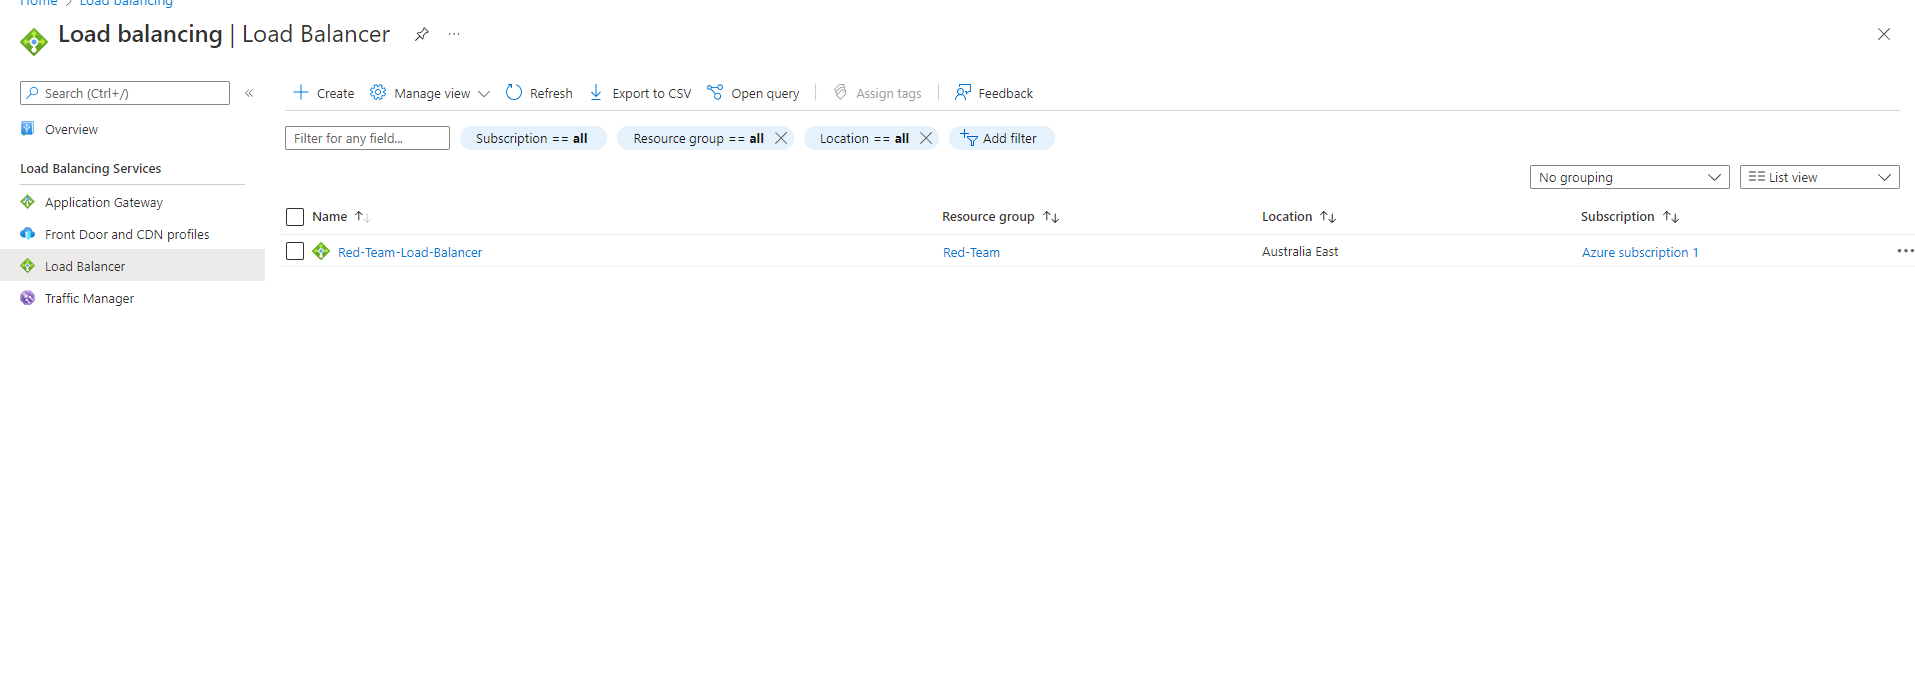 Home > Load balancing
Load balancing | Load Balancer ...
Search (Ctrl+/) «
Create Manage view Refresh Export to CSV Open query Assign tags Feedback
Overview
Filter for any field... Subscription == all Resource group == all Location == all Add filter
Load Balancing Services
No grouping List view
Application Gateway
Name Resource group Location Subscription
Front Door and CDN profiles
Red-Team-Load-Balancer Red-Team Australia East Azure subscription 1 ...
Load Balancer
Traffic Manager